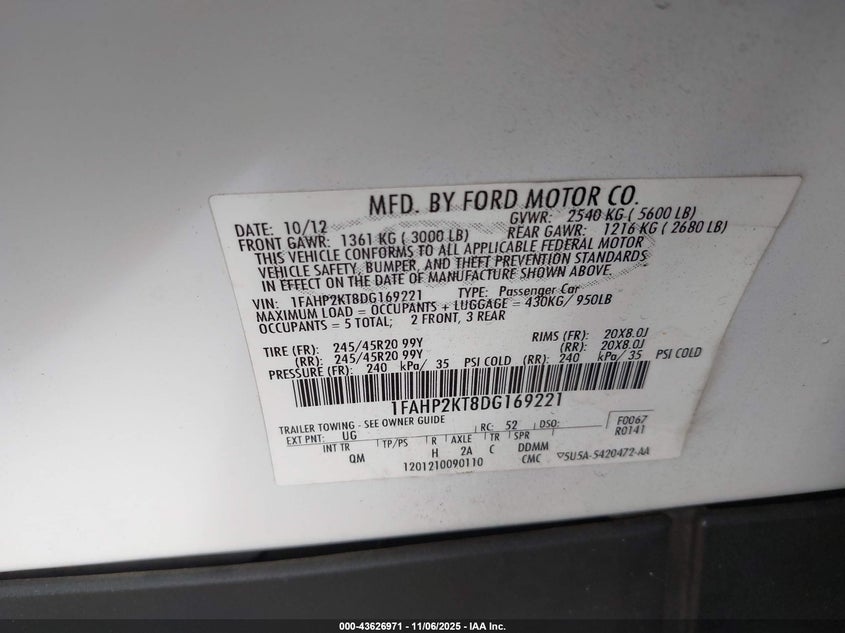 MFD. BY FORD MOTOR CO.
DATE: 10/12 GVWR: 2540 KG ( 5600 LB)
FRONT GAWR: 1361 KG ( 3000 LB) REAR GAWR: 1216 KG ( 2680 LB)
THIS VEHICLE CONFORMS TO ALL APPLICABLE FEDERAL MOTOR
VEHICLE SAFETY, BUMPER, AND THEFT PREVENTION STANDARDS
IN EFFECT ON THE DATE OF MANUFACTURE SHOWN ABOVE.
VIN: 1FAHP2KT8DG169221 TYPE: Passenger Car
MAXIMUM LOAD = OCCUPANTS + LUGGAGE = 430KG/ 950LB
OCCUPANTS = 5 TOTAL; 2 FRONT, 3 REAR
TIRE (FR): 245/45R20 99Y RIMS (FR): 20X8.0J
(RR): 245/45R20 99Y (RR): 20X8.0J
PRESSURE (FR): 240 kPa/ 35 PSI COLD (RR): 240 kPa/ 35 PSI COLD
1FAHP2KT8DG169221
TRAILER TOWING - SEE OWNER GUIDE RC: 52 DSO: F0067
EXT PNT: UG R0141
INT TR TP/PS R AXLE TR SPR
QM H 2A C DDMM
1201210090110 CMC 5U5A-5420472-AA
000-43626971 - 11/06/2025 - IAA Inc.